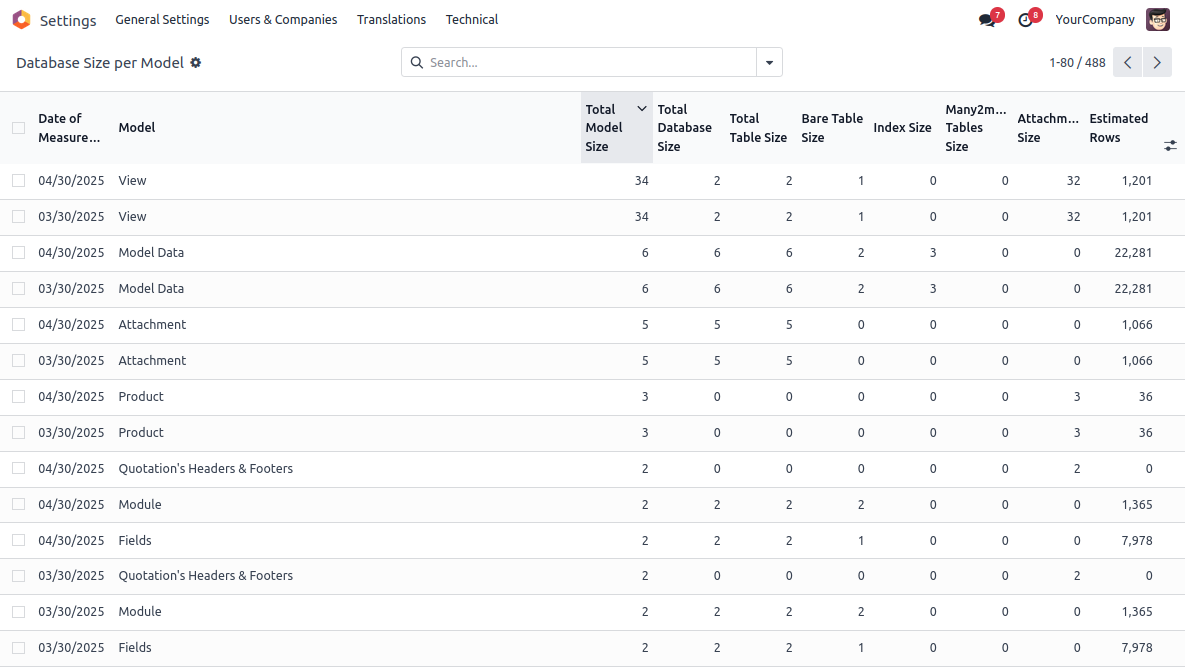 Settings General Settings Users & Companies Translations Technical 7 8 YourCompany
Database Size per Model Search... 1-80 / 488
Date of Measure... Model Total Model Size Total Database Size Total Table Size Bare Table Size Index Size Many2m... Tables Size Attachm... Size Estimated Rows
04/30/2025 View 34 2 2 1 0 0 32 1,201
03/30/2025 View 34 2 2 1 0 0 32 1,201
04/30/2025 Model Data 6 6 6 2 3 0 0 22,281
03/30/2025 Model Data 6 6 6 2 3 0 0 22,281
04/30/2025 Attachment 5 5 5 0 0 0 0 1,066
03/30/2025 Attachment 5 5 5 0 0 0 0 1,066
04/30/2025 Product 3 0 0 0 0 0 3 36
03/30/2025 Product 3 0 0 0 0 0 3 36
04/30/2025 Quotation's Headers & Footers 2 0 0 0 0 0 2 0
04/30/2025 Module 2 2 2 2 0 0 0 1,365
04/30/2025 Fields 2 2 2 1 0 0 0 7,978
03/30/2025 Quotation's Headers & Footers 2 0 0 0 0 0 2 0
03/30/2025 Module 2 2 2 2 0 0 0 1,365
03/30/2025 Fields 2 2 2 1 0 0 0 7,978